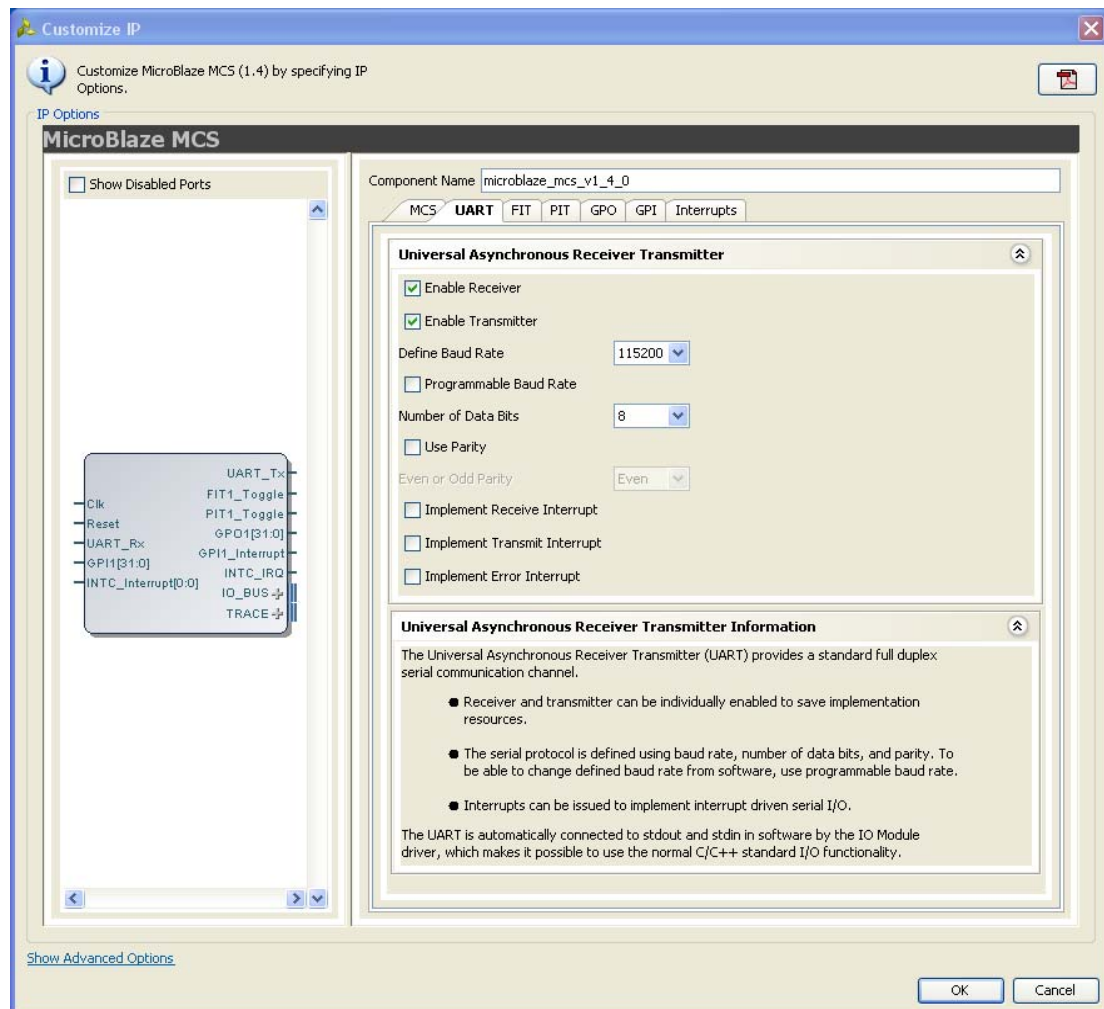 Customize IP
Customize MicroBlaze MCS (1.4) by specifying IP
Options.
IP Options
MicroBlaze MCS
Show Disabled Ports
UART_Tx
FIT1_Toggle
Clk
PIT1_Toggle
Reset
GPO1[31:0]
UART_Rx
GPI1_Interrupt
GPI1[31:0]
INTC_IRQ
INTC_Interrupt[0:0]
IO_BUS
TRACE
Component Name microblaze_mcs_v1_4_0
MCS UART FIT PIT GPO GPI Interrupts
Universal Asynchronous Receiver Transmitter
Enable Receiver
Enable Transmitter
Define Baud Rate 115200
Programmable Baud Rate
Number of Data Bits 8
Use Parity
Even or Odd Parity Even
Implement Receive Interrupt
Implement Transmit Interrupt
Implement Error Interrupt
Universal Asynchronous Receiver Transmitter Information
The Universal Asynchronous Receiver Transmitter (UART) provides a standard full duplex
serial communication channel.
Receiver and transmitter can be individually enabled to save implementation
resources.
The serial protocol is defined using baud rate, number of data bits, and parity. To
be able to change defined baud rate from software, use programmable baud rate.
Interrupts can be issued to implement interrupt driven serial I/O.
The UART is automatically connected to stdout and stdin in software by the IO Module
driver, which makes it possible to use the normal C/C++ standard I/O functionality.
Show Advanced Options
OK Cancel